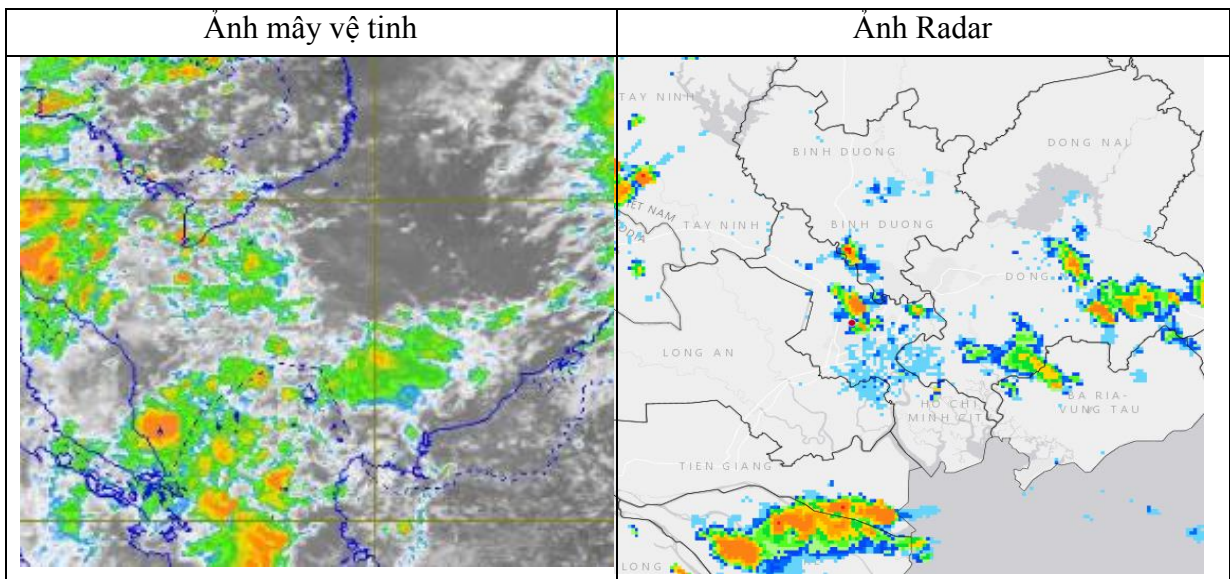 Ảnh mây vệ tinh
Ảnh Radar
TAY NINH
BINH DUONG
DONG NAI
VIET NAM
TAY NINH
BINH DUONG
DONG
LONG AN
BA RIA-
VUNG TAU
HO CHI
MINH CITY
TIEN GIANG
LONG